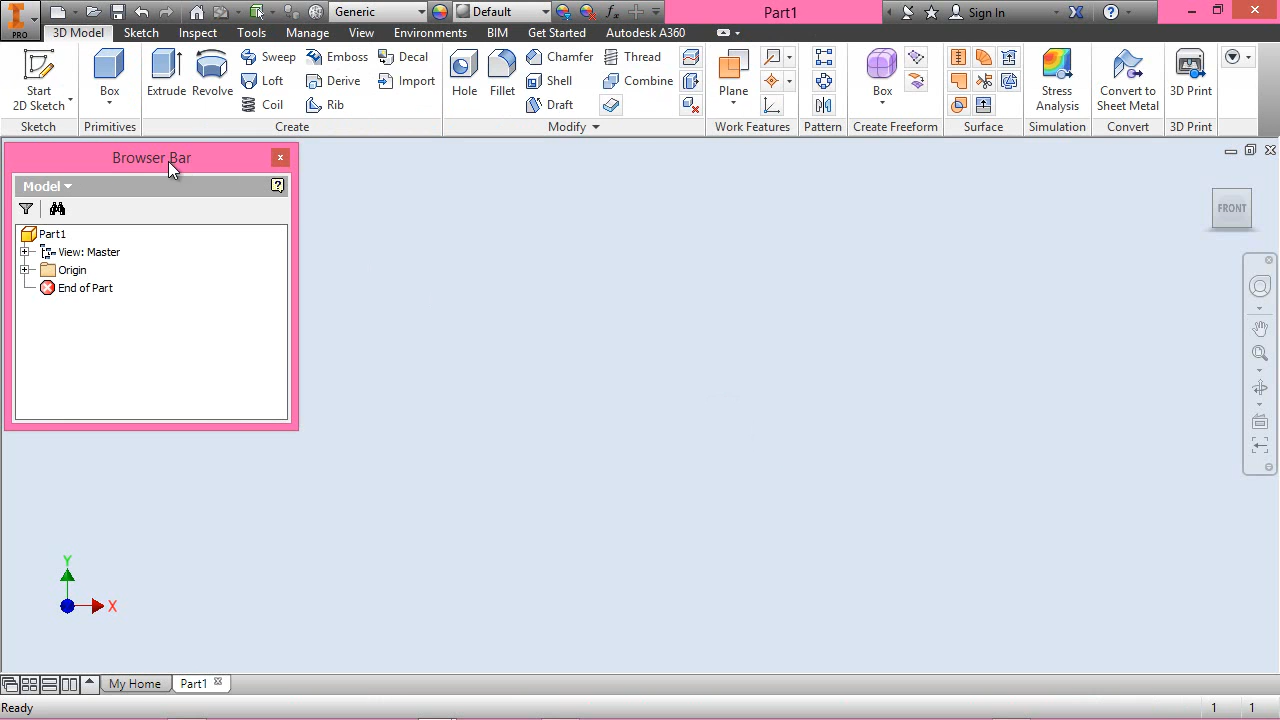 Generic
Default
Part1
Sign In
PRO
3D Model
Sketch
Inspect
Tools
Manage
View
Environments
BIM
Get Started
Autodesk A360
Start
2D Sketch
Box
Extrude
Revolve
Sweep
Loft
Coil
Emboss
Derive
Rib
Decal
Import
Hole
Fillet
Chamfer
Shell
Draft
Thread
Combine
Plane
Box
Stress
Analysis
Convert to
Sheet Metal
3D Print
Sketch
Primitives
Create
Modify
Work Features
Pattern
Create Freeform
Surface
Simulation
Convert
3D Print
Browser Bar
Model
Part1
View: Master
Origin
End of Part
FRONT
Y
X
My Home
Part1
Ready
1
1